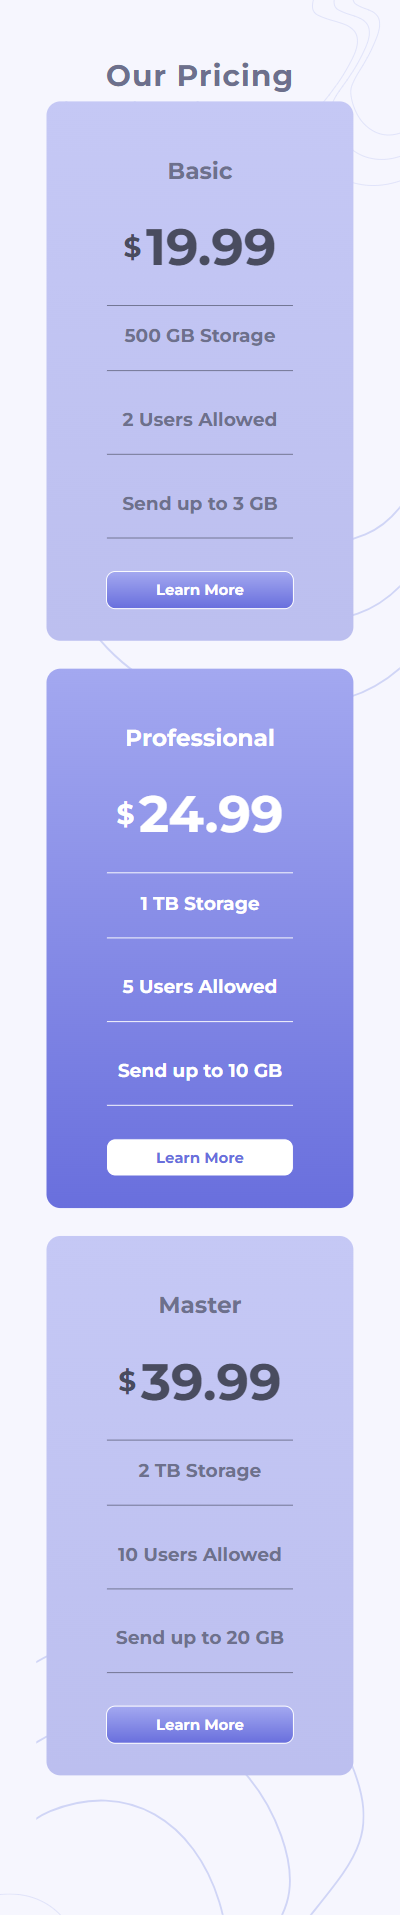 Our Pricing
Basic
$19.99
500 GB Storage
2 Users Allowed
Send up to 3 GB
Learn More
Professional
$24.99
1 TB Storage
5 Users Allowed
Send up to 10 GB
Learn More
Master
$39.99
2 TB Storage
10 Users Allowed
Send up to 20 GB
Learn More